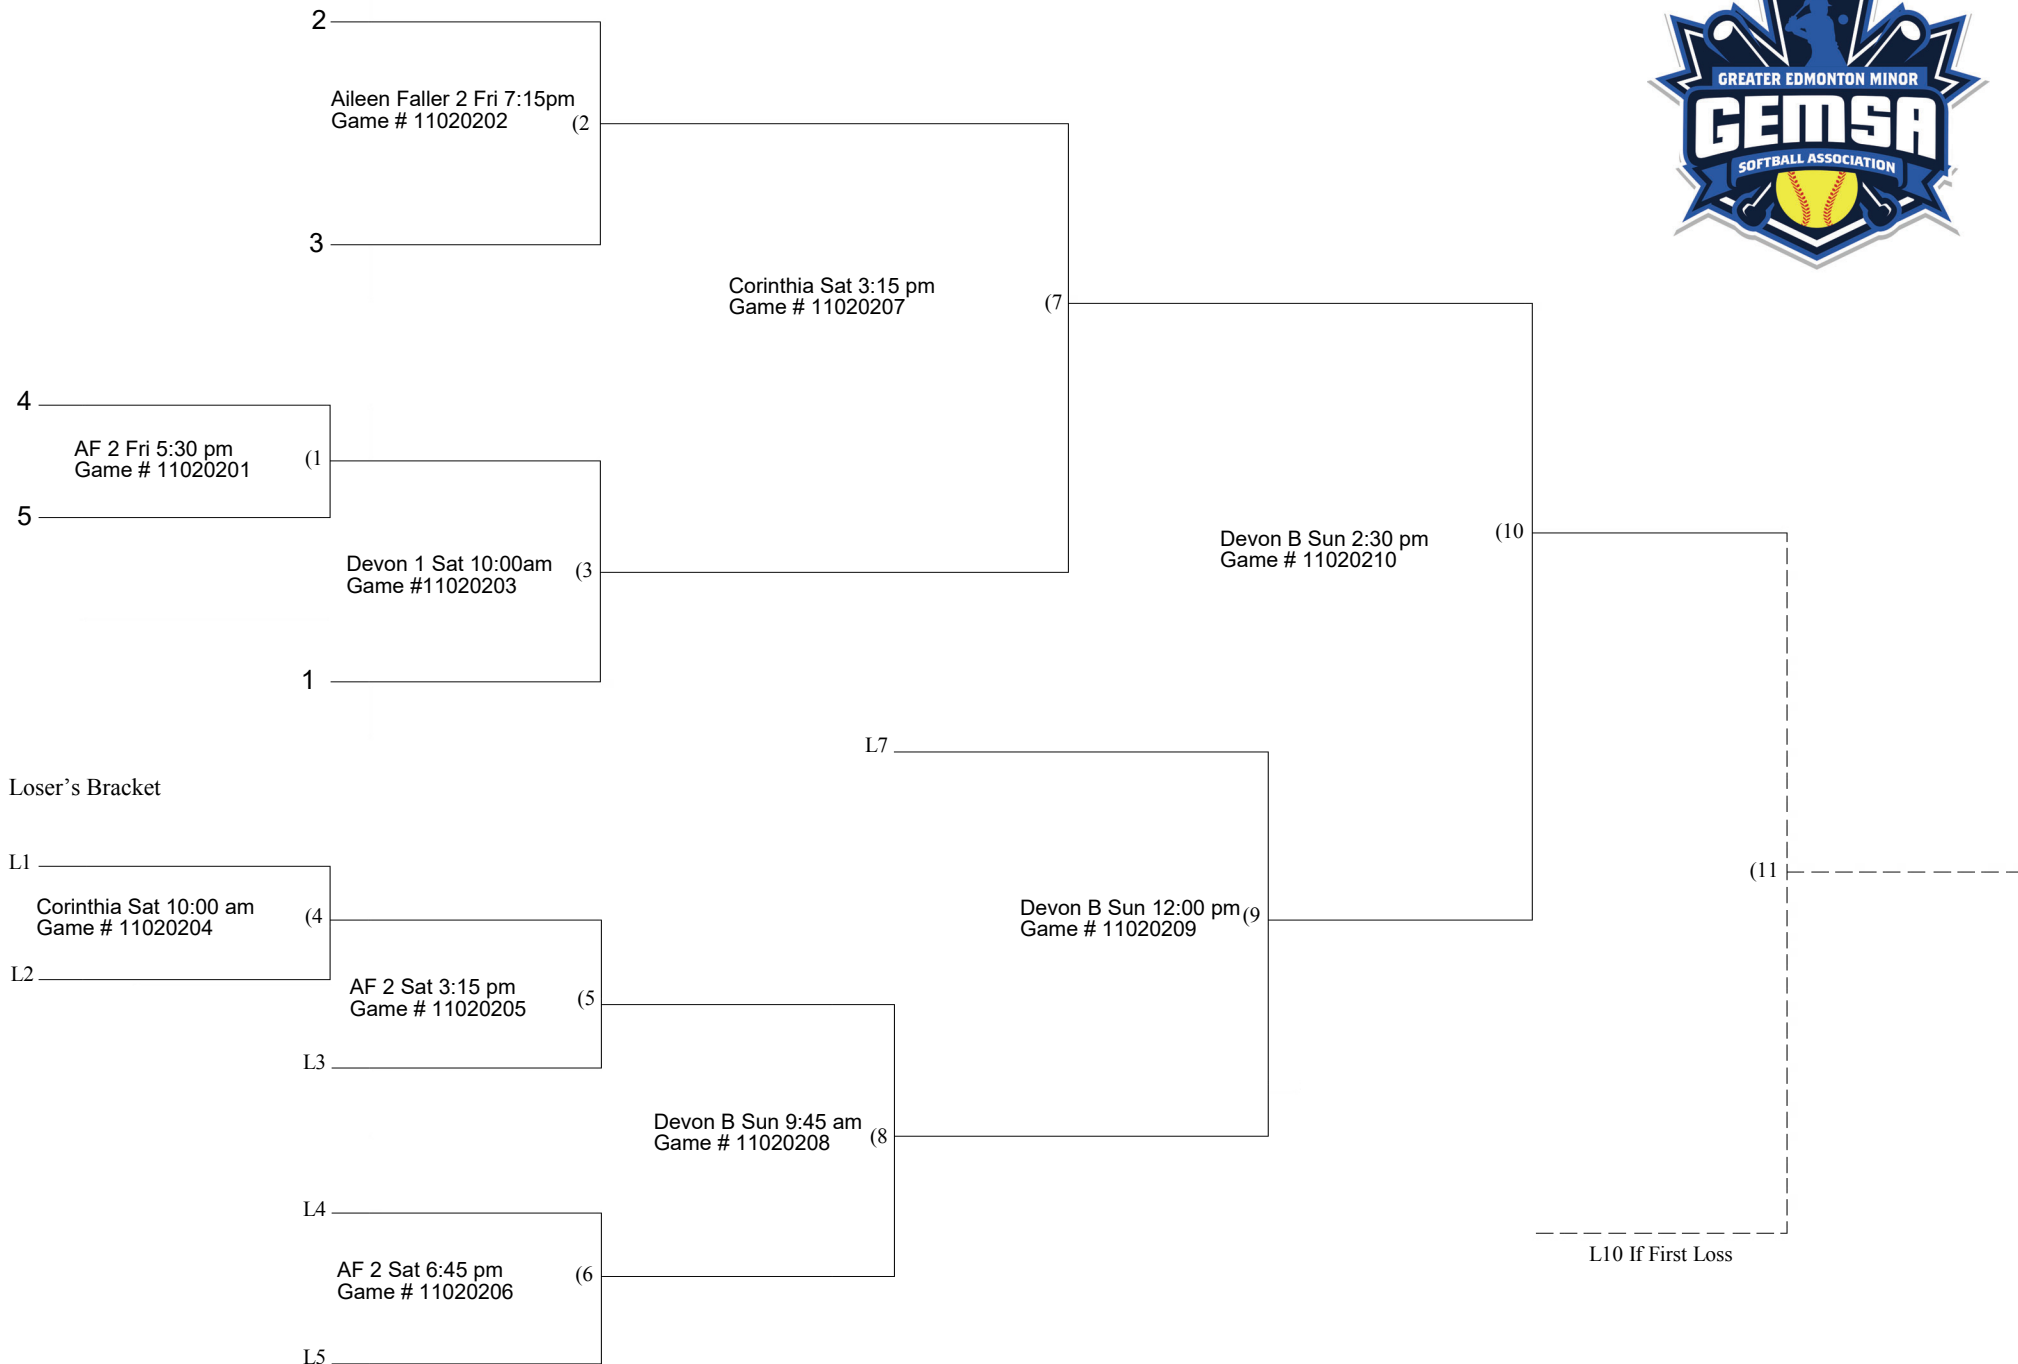 2
Aileen Faller 2 Fri 7:15pm
Game # 11020202
(2
3
GREATER EDMONTON MINOR
GEMSA
SOFTBALL ASSOCIATION
Corinthia Sat 3:15 pm
Game # 11020207
(7
4
AF 2 Fri 5:30 pm
Game # 11020201
(1
5
Devon 1 Sat 10:00am
Game #11020203
(3
1
Devon B Sun 2:30 pm
Game # 11020210
(10
L7
Loser’s Bracket
L1
Corinthia Sat 10:00 am
Game # 11020204
(4
L2
AF 2 Sat 3:15 pm
Game # 11020205
(5
L3
Devon B Sun 12:00 pm
Game # 11020209
(9
(11
Devon B Sun 9:45 am
Game # 11020208
(8
L4
AF 2 Sat 6:45 pm
Game # 11020206
(6
L5
L10 If First Loss